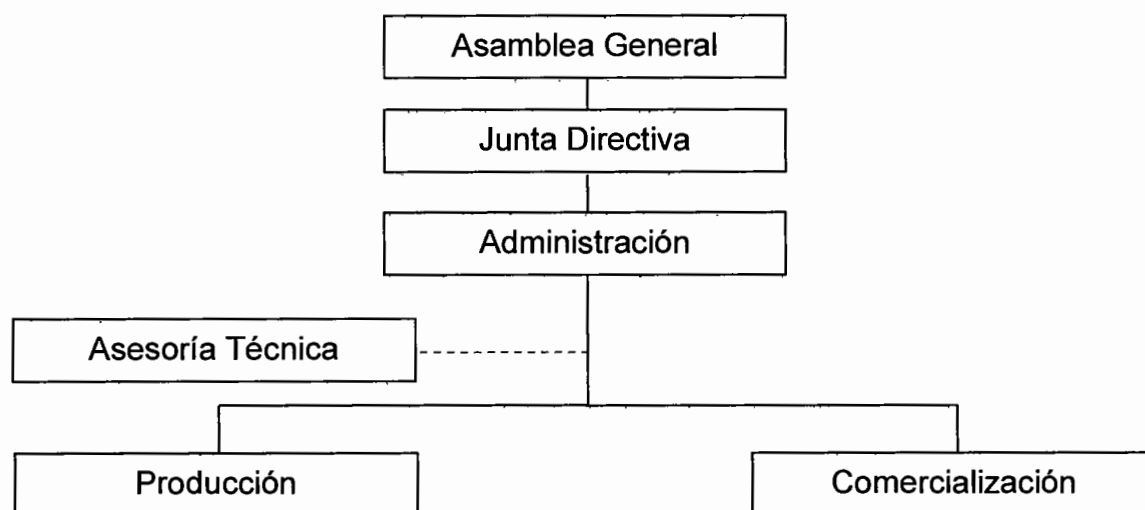 Asamblea General
Junta Directiva
Administración
Asesoría Técnica
Producción
Comercialización